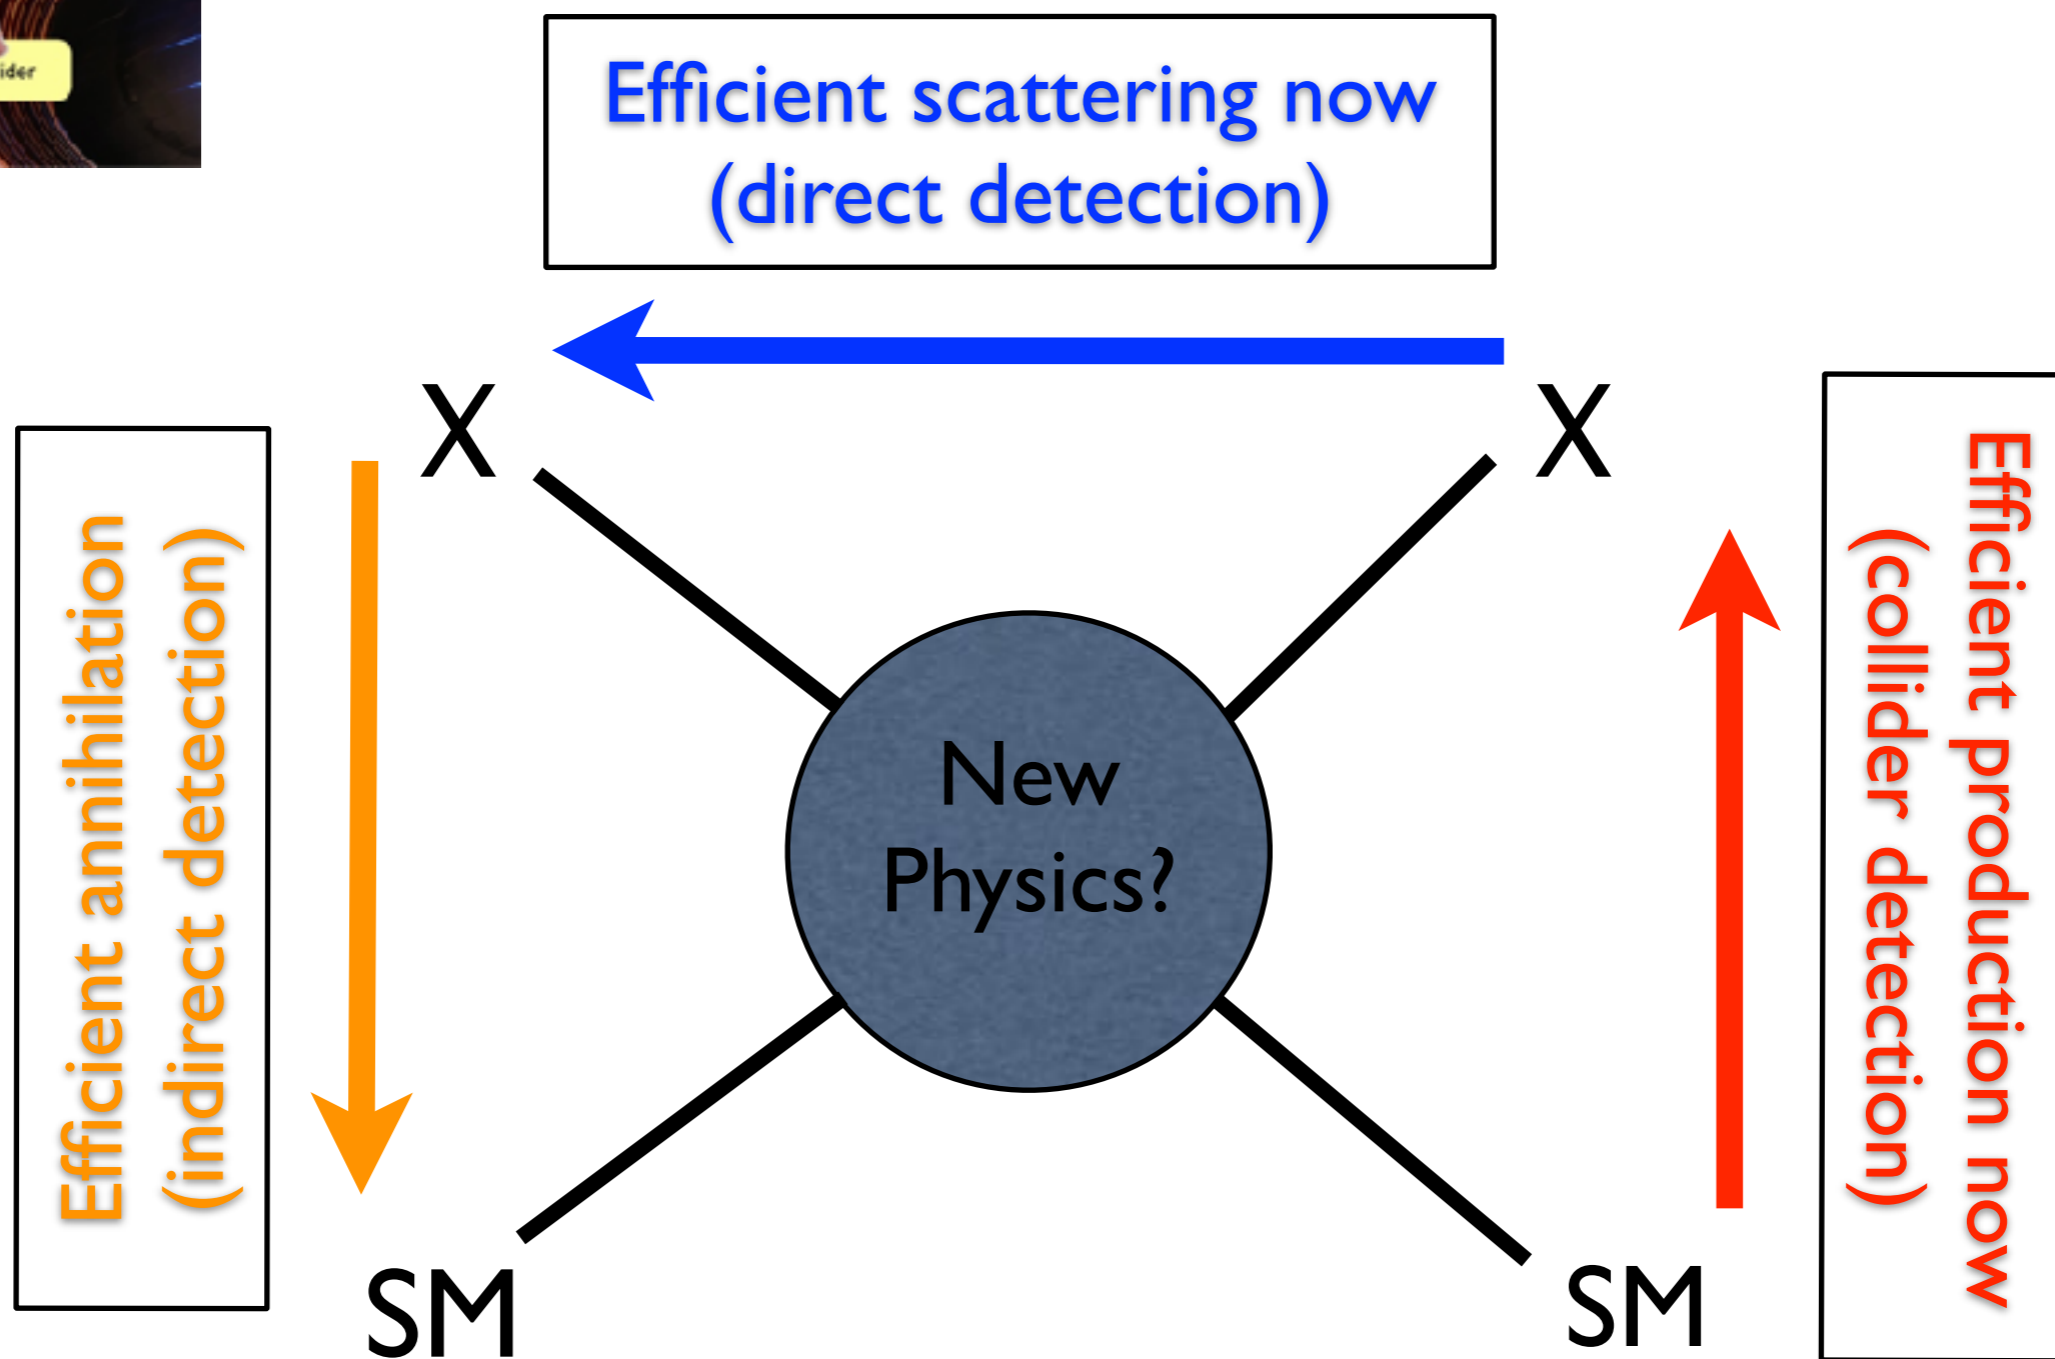 Efficient scattering now
(direct detection)
X
X
Efficient annihilation
(indirect detection)
New
Physics?
Efficient production now
(collider detection)
SM
SM